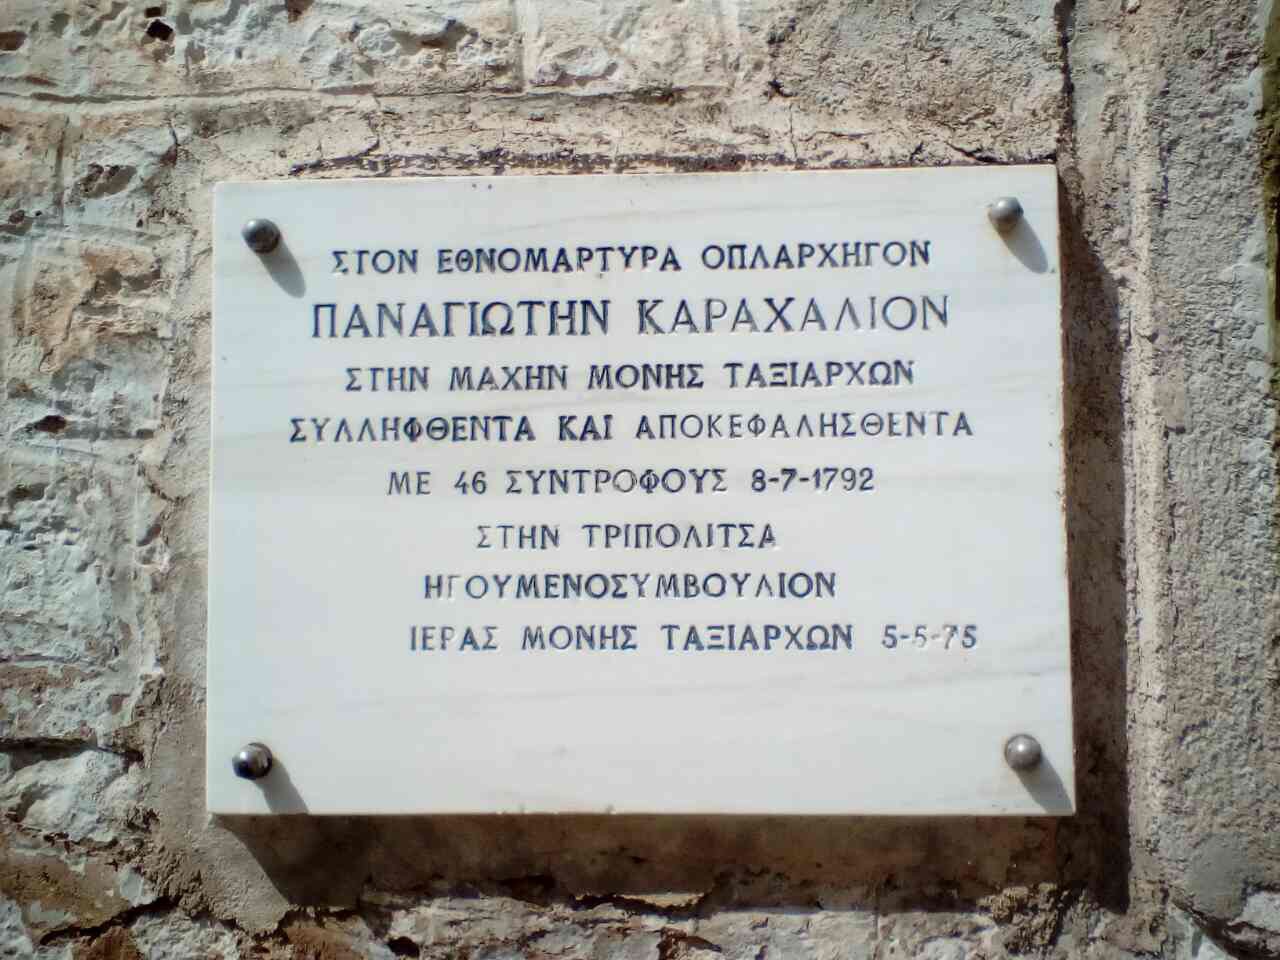 ΣΤΟΝ ΕΘΝΟΜΑΡΤΥΡΑ ΟΠΛΑΡΧΗΓΟΝ
ΠΑΝΑΓΙΩΤΗΝ ΚΑΡΑΧΑΛΙΟΝ
ΣΤΗΝ ΜΑΧΗΝ ΜΟΝΗΣ ΤΑΞΙΑΡΧΩΝ
ΣΥΛΛΗΦΘΕΝΤΑ ΚΑΙ ΑΠΟΚΕΦΑΛΗΣΘΕΝΤΑ
ΜΕ 46 ΣΥΝΤΡΟΦΟΥΣ 8-7-1792
ΣΤΗΝ ΤΡΙΠΟΛΙΤΣΑ
ΗΓΟΥΜΕΝΟΣΥΜΒΟΥΛΙΟΝ
ΙΕΡΑΣ ΜΟΝΗΣ ΤΑΞΙΑΡΧΩΝ 5-5-75